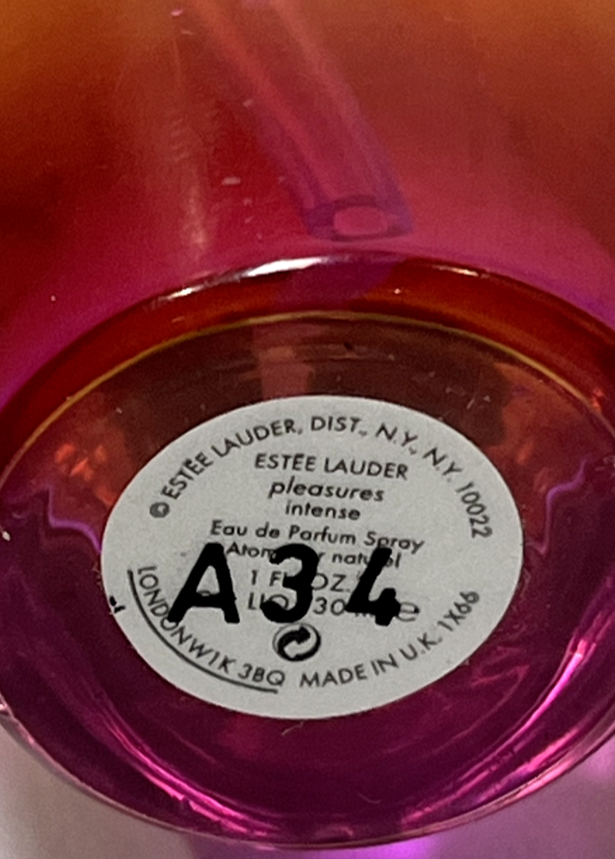 © ESTĒE LAUDER, DIST., N.Y., N.Y. 10022
ESTĒE LAUDER
pleasures
intense
Eau de Parfum Spray
A34
1 FL OZ
30
LONDON W1K 3BQ MADE IN U.K. 1X66